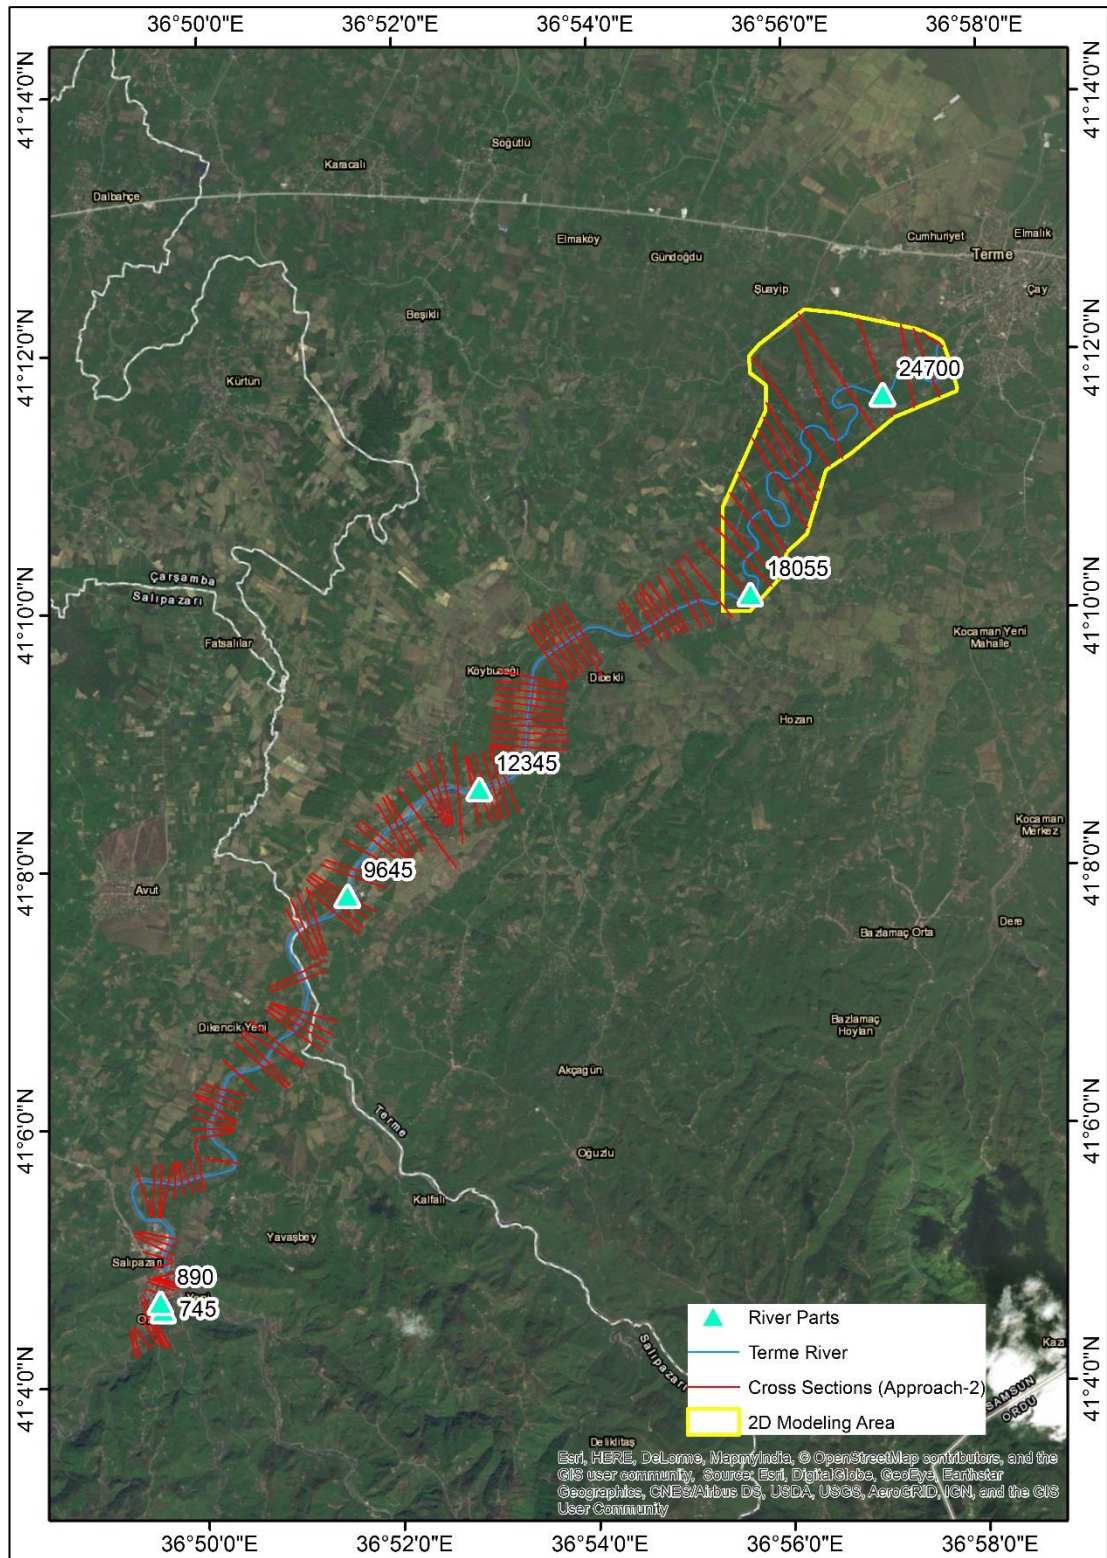 36°50'0"N
36°52'0"N
36°54'0"N
36°56'0"N
36°58'0"N
41°14'0"N
41°14'0"N
Söğütlü
Karacalı
Dalbahçe
Elmaköy
Cumhuriyet
Elmalık
Gündoğdu
Terme
Şuayip
Çay
Beşikli
41°12'0"N
41°12'0"N
24700
Kürtün
Çarşamba
Salıpazarı
18055
41°10'0"N
41°10'0"N
Fatsalılar
Kocaman Yeni
Mahalle
Köybucağı
Dibekli
Hozan
12345
Kocaman
Merkez
41°8'0"N
41°8'0"N
9645
Avut
Dere
Bazlamaç Orta
Dikencik Yeni
Bazlamaç
Hoylan
Akçagün
Terme
41°6'0"N
41°6'0"N
Oğuzlu
Kalfalı
Yavaşbey
Salıpazarı
890
745
River Parts
Terme River
Cross Sections (Approach-2)
2D Modeling Area
Salıpazarı
Kazı
41°4'0"N
41°4'0"N
SAMSUN
ORDU
Deliklitaş
Esri, HERE, DeLorme, MapmyIndia, © OpenStreetMap contributors, and the
GIS user community, Source: Esri, DigitalGlobe, GeoEye, Earthstar
Geographics, CNES/Airbus DS, USDA, USGS, AeroGRID, IGN, and the GIS
User Community
36°50'0"N
36°52'0"N
36°54'0"N
36°56'0"N
36°58'0"N